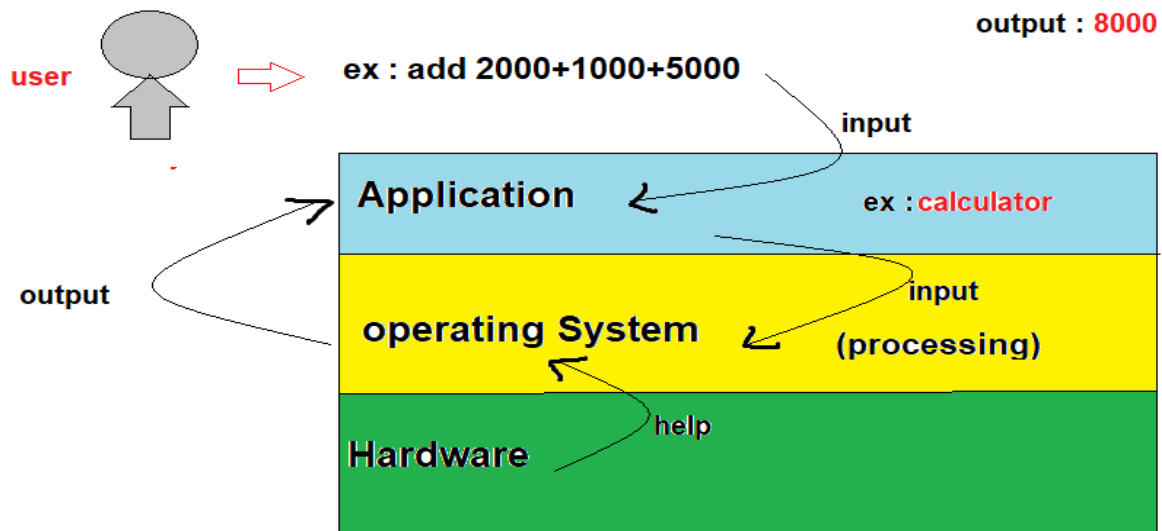 output : 8000
user
ex : add 2000+1000+5000
input
Application
ex : calculator
output
input
operating System
(processing)
help
Hardware